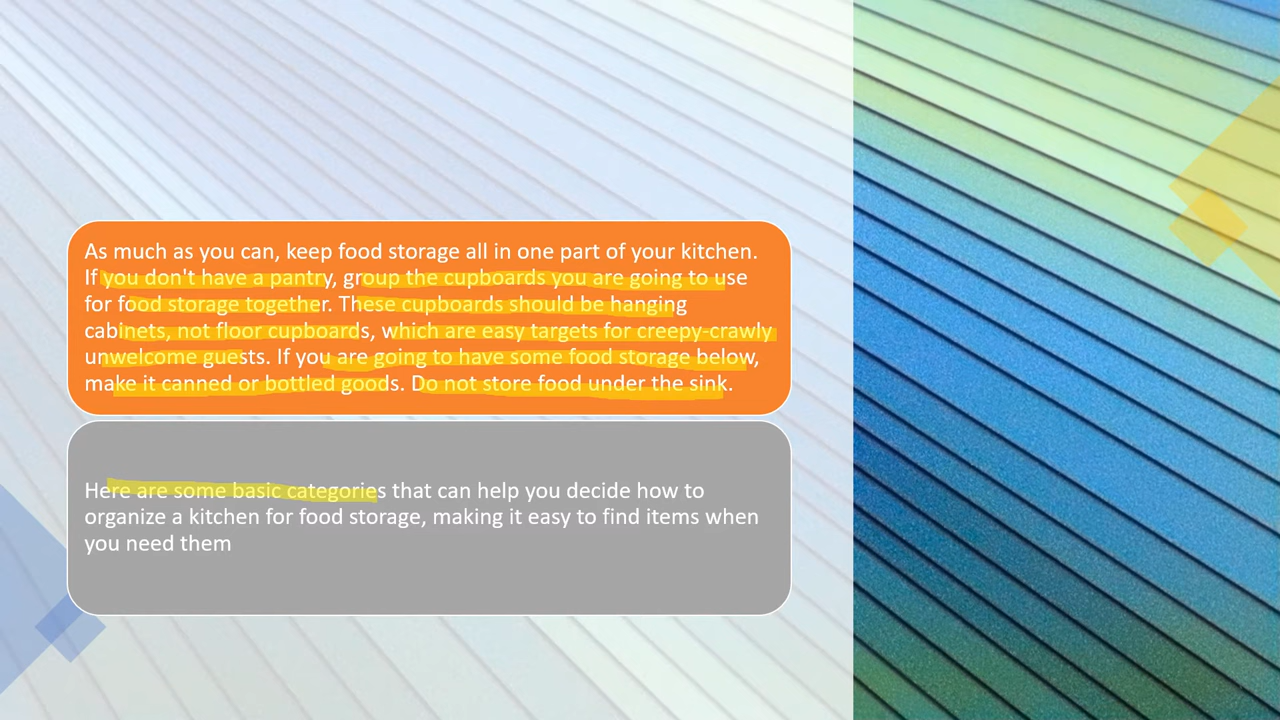 As much as you can, keep food storage all in one part of your kitchen.
If you don't have a pantry, group the cupboards you are going to use
for food storage together. These cupboards should be hanging
cabinets, not floor cupboards, which are easy targets for creepy-crawly
unwelcome guests. If you are going to have some food storage below,
make it canned or bottled goods. Do not store food under the sink.
Here are some basic categories that can help you decide how to
organize a kitchen for food storage, making it easy to find items when
you need them